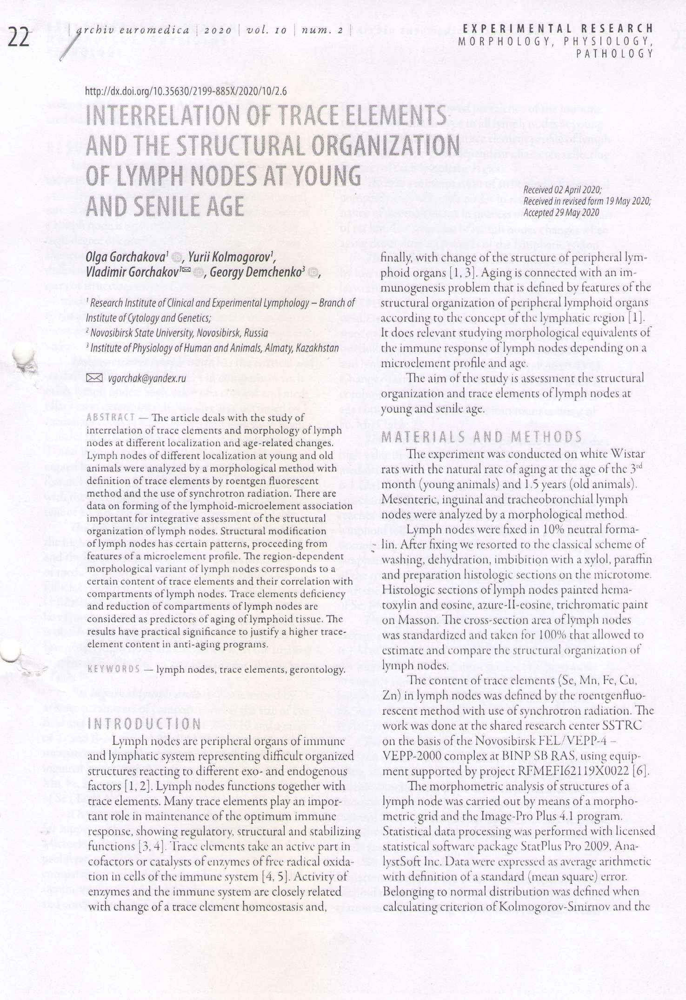 22
archiv euromedica | 2020 | vol. 10 | num. 2 |
EXPERIMENTAL RESEARCH
MORPHOLOGY, PHYSIOLOGY,
PATHOLOGY
http://dx.doi.org/10.35630/2199-885X/2020/10/2.6
INTERRELATION OF TRACE ELEMENTS
AND THE STRUCTURAL ORGANIZATION
OF LYMPH NODES AT YOUNG
AND SENILE AGE
Received 02 April 2020;
Received in revised form 19 May 2020;
Accepted 29 May 2020
Olga Gorchakova¹, Yurii Kolmogorov¹,
Vladimir Gorchakov¹✉, Georgy Demchenko³,
¹ Research Institute of Clinical and Experimental Lymphology – Branch of
Institute of Cytology and Genetics;
² Novosibirsk State University, Novosibirsk, Russia
³ Institute of Physiology of Human and Animals, Almaty, Kazakhstan
✉ vgorchak@yandex.ru
ABSTRACT — The article deals with the study of
interrelation of trace elements and morphology of lymph
nodes at different localization and age-related changes.
Lymph nodes of different localization at young and old
animals were analyzed by a morphological method with
definition of trace elements by roentgen fluorescent
method and the use of synchrotron radiation. There are
data on forming of the lymphoid-microelement association
important for integrative assessment of the structural
organization of lymph nodes. Structural modification
of lymph nodes has certain patterns, proceeding from
features of a microelement profile. The region-dependent
morphological variant of lymph nodes corresponds to a
certain content of trace elements and their correlation with
compartments of lymph nodes. Trace elements deficiency
and reduction of compartments of lymph nodes are
considered as predictors of aging of lymphoid tissue. The
results have practical significance to justify a higher trace-
element content in anti-aging programs.
KEYWORDS — lymph nodes, trace elements, gerontology.
INTRODUCTION
Lymph nodes are peripheral organs of immune
and lymphatic system representing difficult organized
structures reacting to different exo- and endogenous
factors [1, 2]. Lymph nodes functions together with
trace elements. Many trace elements play an impor-
tant role in maintenance of the optimum immune
response, showing regulatory, structural and stabilizing
functions [3, 4]. Trace elements take an active part in
cofactors or catalysts of enzymes of free radical oxida-
tion in cells of the immune system [4, 5]. Activity of
enzymes and the immune system are closely related
with change of a trace element homeostasis and,
finally, with change of the structure of peripheral lym-
phoid organs [1, 3]. Aging is connected with an im-
munogenesis problem that is defined by features of the
structural organization of peripheral lymphoid organs
according to the concept of the lymphatic region [1].
It does relevant studying morphological equivalents of
the immune response of lymph nodes depending on a
microelement profile and age.
The aim of the study is assessment the structural
organization and trace elements of lymph nodes at
young and senile age.
MATERIALS AND METHODS
The experiment was conducted on white Wistar
rats with the natural rate of aging at the age of the 3rd
month (young animals) and 1.5 years (old animals).
Mesenteric, inguinal and tracheobronchial lymph
nodes were analyzed by a morphological method.
Lymph nodes were fixed in 10% neutral forma-
lin. After fixing we resorted to the classical scheme of
washing, dehydration, imbibition with a xylol, paraffin
and preparation histologic sections on the microtome.
Histologic sections of lymph nodes painted hema-
toxylin and eosine, azure-II-eosine, trichromatic paint
on Masson. The cross-section area of lymph nodes
was standardized and taken for 100% that allowed to
estimate and compare the structural organization of
lymph nodes.
The content of trace elements (Se, Mn, Fe, Cu,
Zn) in lymph nodes was defined by the roentgenfluo-
rescent method with use of synchrotron radiation. The
work was done at the shared research center SSTRC
on the basis of the Novosibirsk FEL/VEPP-4 –
VEPP-2000 complex at BINP SB RAS, using equip-
ment supported by project RFMEFI62119X0022 [6].
The morphometric analysis of structures of a
lymph node was carried out by means of a morpho-
metric grid and the Image-Pro Plus 4.1 program.
Statistical data processing was performed with licensed
statistical software package StatPlus Pro 2009, Ana-
lystSoft Inc. Data were expressed as average arithmetic
with definition of a standard (mean square) error.
Belonging to normal distribution was defined when
calculating criterion of Kolmogorov-Smirnov and the